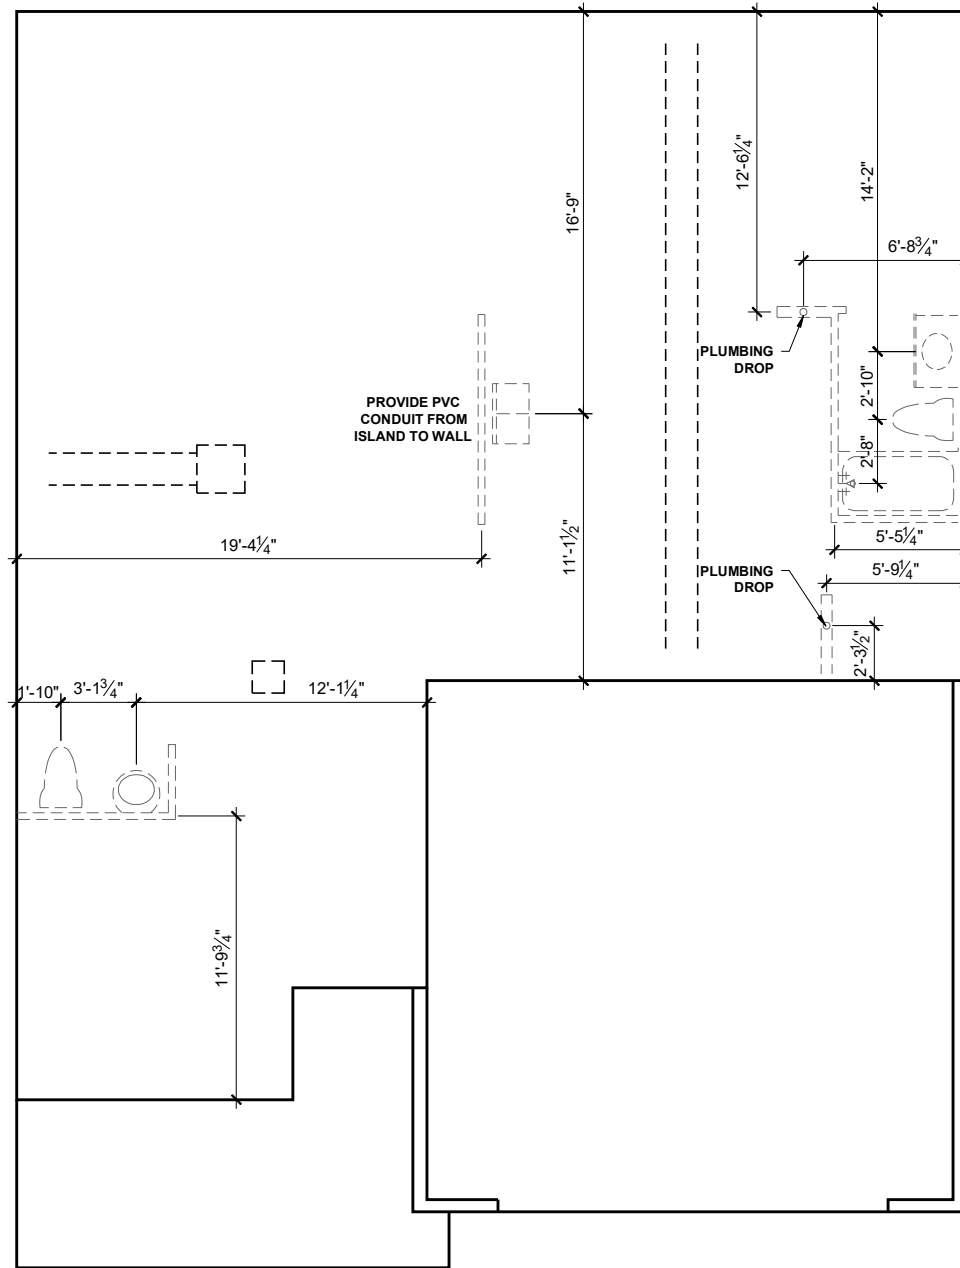 12'-6¼"
14'-2"
16'-9"
6'-8¾"
PLUMBING
DROP
2'-10"
PROVIDE PVC
CONDUIT FROM
ISLAND TO WALL
2'-8"
19'-4¼"
11'-1½"
5'-5¼"
PLUMBING
DROP
5'-9¼"
2'-3½"
1'-10"
3'-1¾"
12'-1¼"
11'-9¾"